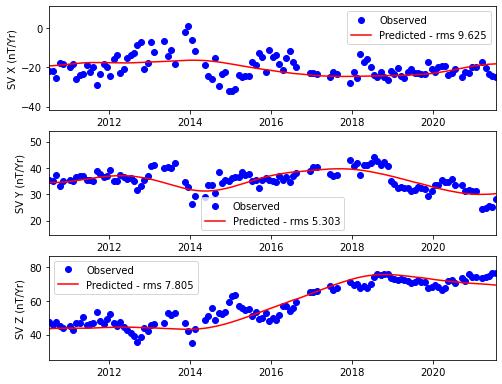 SV X (nT/Yr)
0
−20
−40
Observed
Predicted - rms 9.625
2012 2014 2016 2018 2020
SV Y (nT/Yr)
50
40
30
20
Observed
Predicted - rms 5.303
2012 2014 2016 2018 2020
SV Z (nT/Yr)
80
60
40
Observed
Predicted - rms 7.805
2012 2014 2016 2018 2020